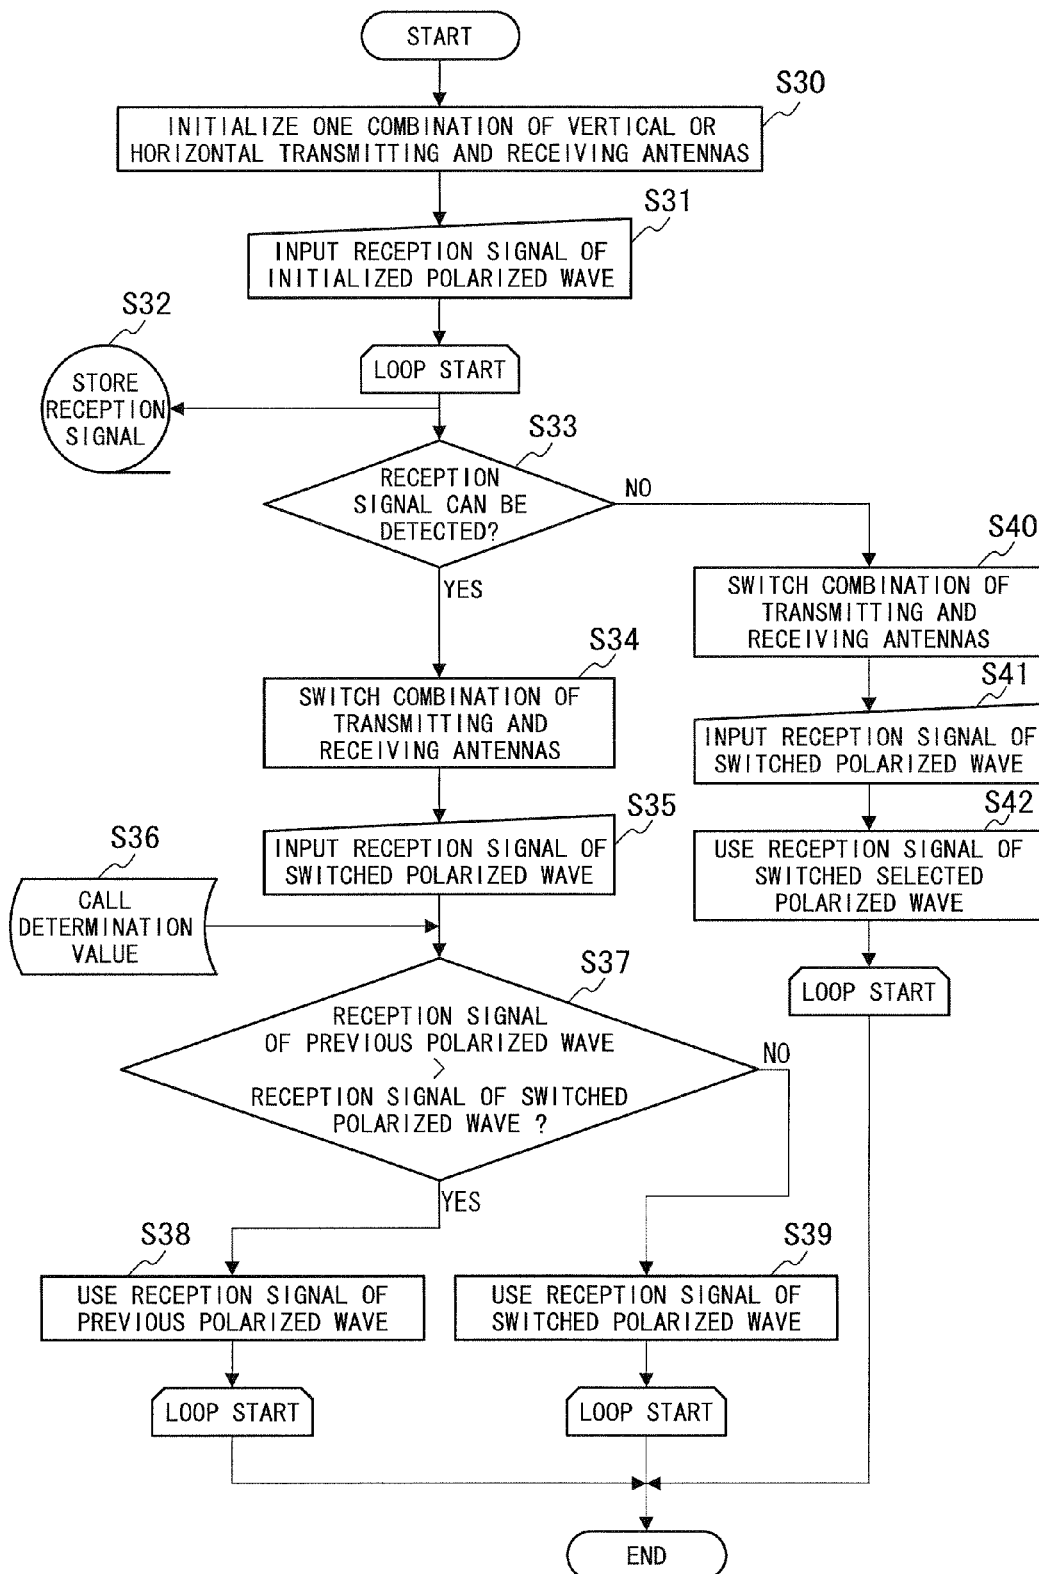 START
S30
INITIALIZE ONE COMBINATION OF VERTICAL OR
HORIZONTAL TRANSMITTING AND RECEIVING ANTENNAS
S31
INPUT RECEPTION SIGNAL OF
INITIALIZED POLARIZED WAVE
S32
STORE
RECEPTION
SIGNAL
LOOP START
S33
RECEPTION
SIGNAL CAN BE
DETECTED?
NO
YES
S40
SWITCH COMBINATION OF
TRANSMITTING AND
RECEIVING ANTENNAS
S34
SWITCH COMBINATION OF
TRANSMITTING AND
RECEIVING ANTENNAS
S41
INPUT RECEPTION SIGNAL OF
SWITCHED POLARIZED WAVE
S35
INPUT RECEPTION SIGNAL OF
SWITCHED POLARIZED WAVE
S42
USE RECEPTION SIGNAL OF
SWITCHED SELECTED
POLARIZED WAVE
S36
CALL
DETERMINATION
VALUE
LOOP START
S37
RECEPTION SIGNAL
OF PREVIOUS POLARIZED WAVE
>
RECEPTION SIGNAL OF SWITCHED
POLARIZED WAVE ?
NO
YES
S38
USE RECEPTION SIGNAL OF
PREVIOUS POLARIZED WAVE
S39
USE RECEPTION SIGNAL OF
SWITCHED POLARIZED WAVE
LOOP START
LOOP START
END